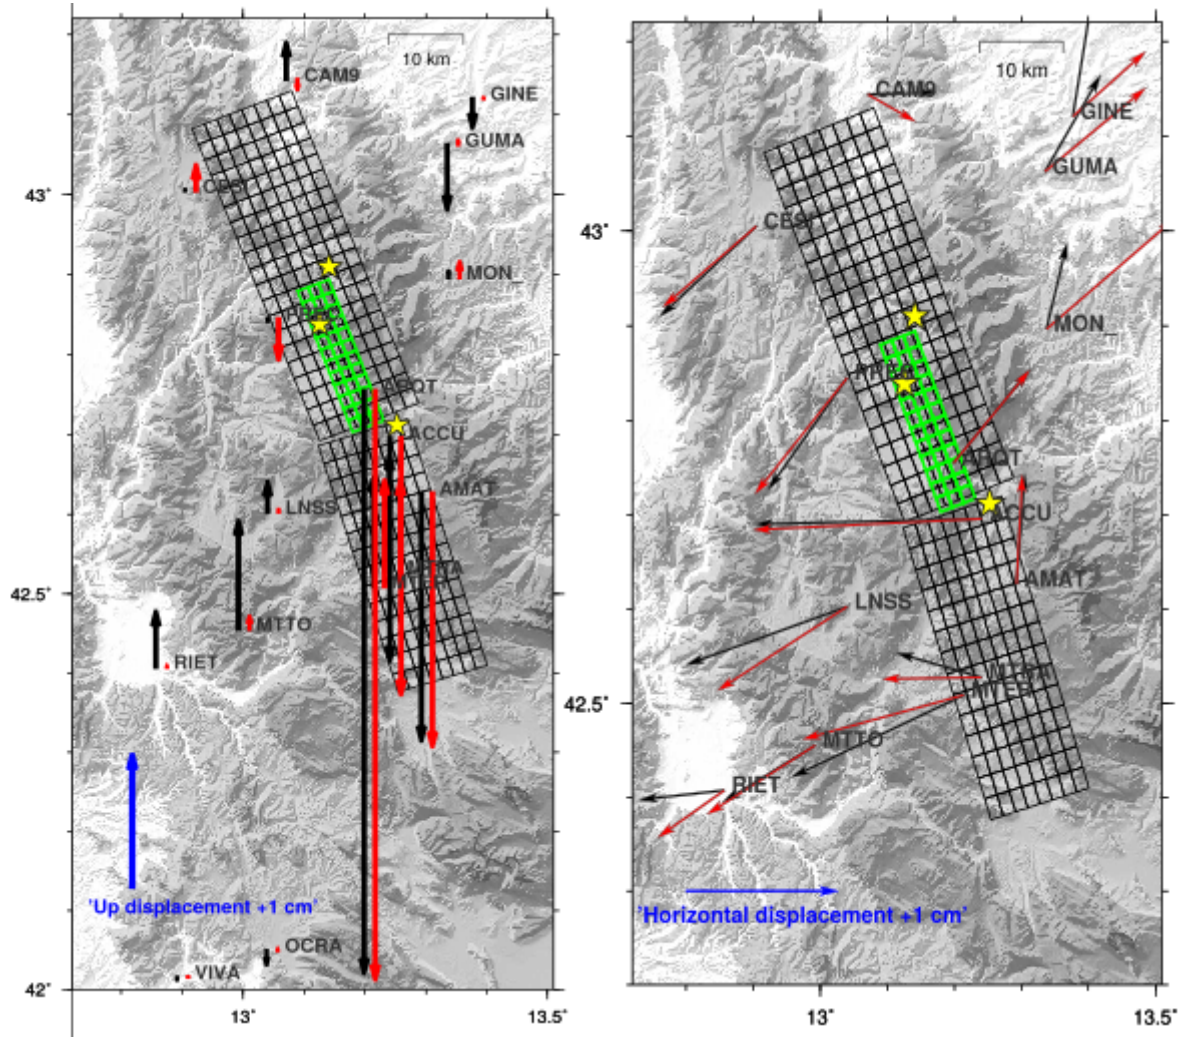 10 km
CAM9
GINE
GUMA
CESI
43°
MON_
ARQT
ACCU
LNSS
AMAT
42.5°
MTTO
RIET
'Up displacement +1 cm'
OCRA
VIVA
42°
13°
13.5°
10 km
CAM9
GINE
GUMA
CESI
43°
MON_
ARQT
ACCU
AMAT
LNSS
42.5°
MTTO
RIET
'Horizontal displacement +1 cm'
13°
13.5°